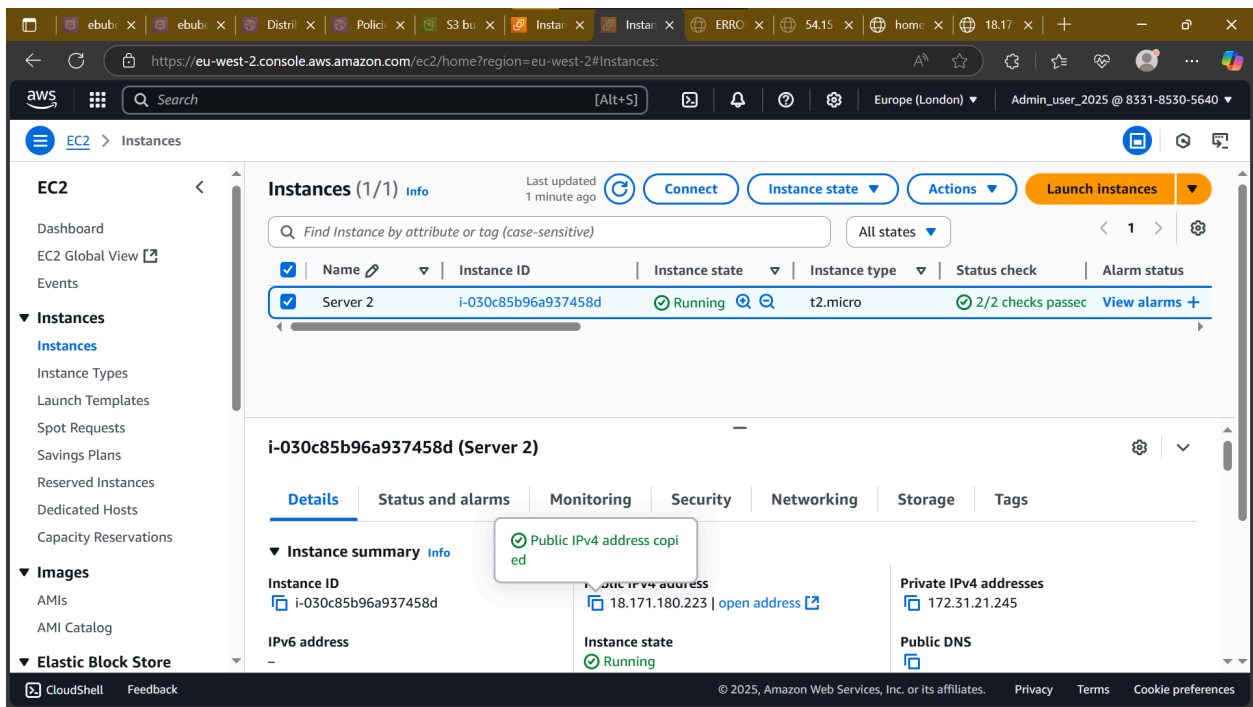 ebub
ebub
Distril
Policie
S3 bu
Instan
Instan
ERRO
54.15
home
18.17
https://eu-west-2.console.aws.amazon.com/ec2/home?region=eu-west-2#Instances:
aws
Search
[Alt+S]
Europe (London) ▼
Admin_user_2025 @ 8331-8530-5640 ▼
EC2 > Instances
EC2
Dashboard
EC2 Global View
Events
Instances
Instances
Instance Types
Launch Templates
Spot Requests
Savings Plans
Reserved Instances
Dedicated Hosts
Capacity Reservations
Images
AMIs
AMI Catalog
Elastic Block Store
Instances (1/1) Info
Last updated
1 minute ago
Connect
Instance state
Actions
Launch instances
Find Instance by attribute or tag (case-sensitive)
All states
1
Name Instance ID Instance state Instance type Status check Alarm status
Server 2 i-030c85b96a937458d Running t2.micro 2/2 checks passec View alarms +
i-030c85b96a937458d (Server 2)
Details Status and alarms Monitoring Security Networking Storage Tags
Public IPv4 address copi
ed
Instance summary Info
Instance ID
i-030c85b96a937458d
Public IPv4 address
18.171.180.223 | open address
Private IPv4 addresses
172.31.21.245
IPv6 address
–
Instance state
Running
Public DNS
CloudShell Feedback © 2025, Amazon Web Services, Inc. or its affiliates. Privacy Terms Cookie preferences